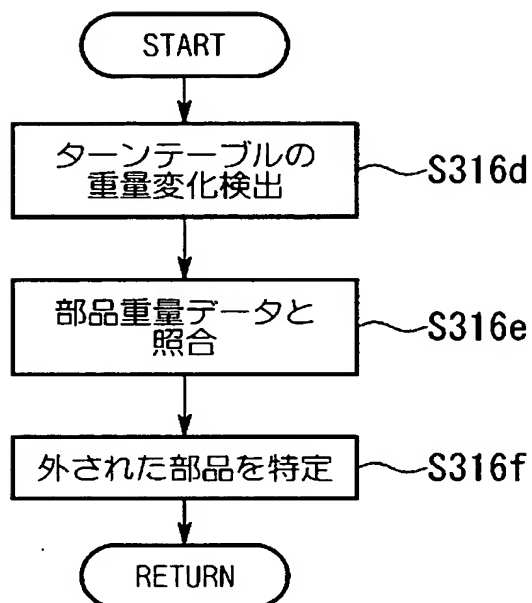 START
ターンテーブルの
重量変化検出
S316d
部品重量データと
照合
S316e
外された部品を特定
S316f
RETURN